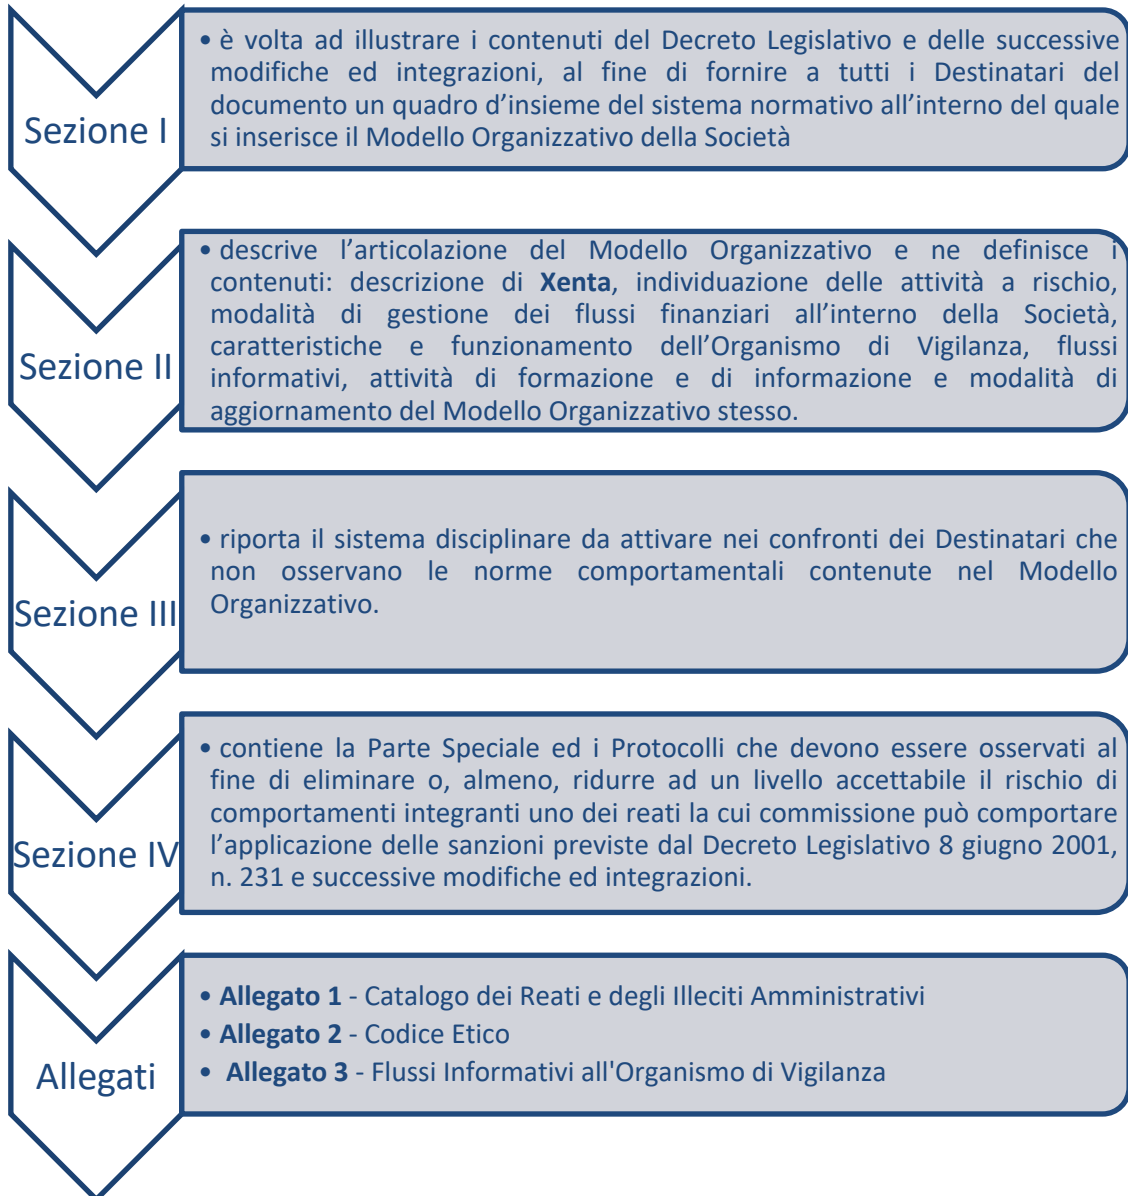 Sezione I
• è volta ad illustrare i contenuti del Decreto Legislativo e delle successive
modifiche ed integrazioni, al fine di fornire a tutti i Destinatari del
documento un quadro d’insieme del sistema normativo all’interno del quale
si inserisce il Modello Organizzativo della Società
Sezione II
• descrive l’articolazione del Modello Organizzativo e ne definisce i
contenuti: descrizione di Xenta, individuazione delle attività a rischio,
modalità di gestione dei flussi finanziari all’interno della Società,
caratteristiche e funzionamento dell’Organismo di Vigilanza, flussi
informativi, attività di formazione e di informazione e modalità di
aggiornamento del Modello Organizzativo stesso.
Sezione III
• riporta il sistema disciplinare da attivare nei confronti dei Destinatari che
non osservano le norme comportamentali contenute nel Modello
Organizzativo.
Sezione IV
• contiene la Parte Speciale ed i Protocolli che devono essere osservati al
fine di eliminare o, almeno, ridurre ad un livello accettabile il rischio di
comportamenti integranti uno dei reati la cui commissione può comportare
l’applicazione delle sanzioni previste dal Decreto Legislativo 8 giugno 2001,
n. 231 e successive modifiche ed integrazioni.
Allegati
• Allegato 1 - Catalogo dei Reati e degli Illeciti Amministrativi
• Allegato 2 - Codice Etico
• Allegato 3 - Flussi Informativi all'Organismo di Vigilanza